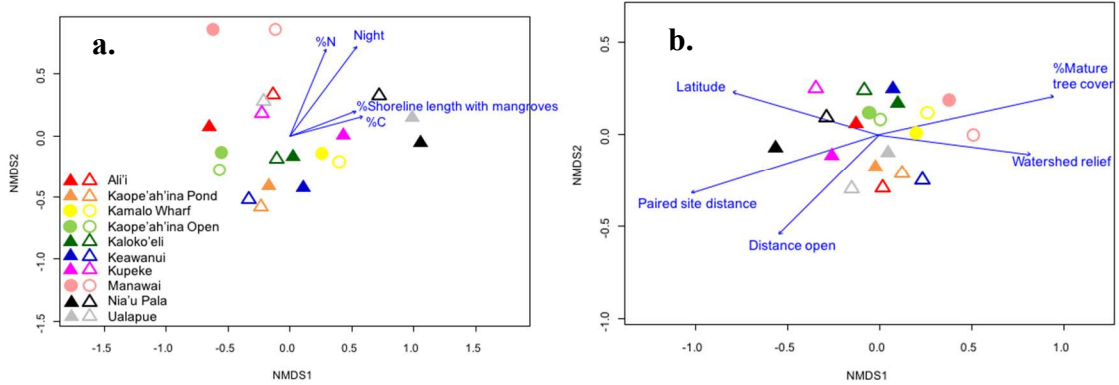 a.
%N
Night
%Shoreline length with mangroves
%C
NMDS2
0.5
0.0
-0.5
-1.0
-1.5
Ali'i
Kaope'ah'ina Pond
Kamalo Wharf
Kaope'ah'ina Open
Kaloko'eli
Keawanui
Kupeke
Manawai
Nia'u Pala
Ualapue
-1.5 -1.0 -0.5 0.0 0.5 1.0 1.5
NMDS1
b.
%Mature
tree cover
Latitude
Watershed relief
Paired site distance
Distance open
NMDS2
0.5
0.0
-0.5
-1.0
-1.0 -0.5 0.0 0.5 1.0
NMDS1